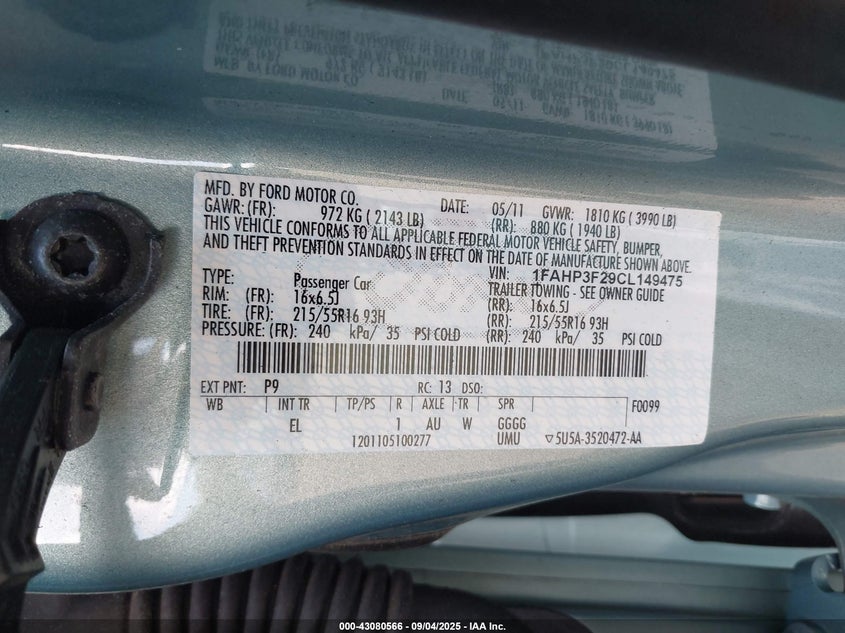 MFD. BY FORD MOTOR CO. DATE: 05/11 GVWR: 1810 KG ( 3990 LB)
GAWR: (FR): 972 KG ( 2143 LB) (RR): 880 KG ( 1940 LB)
THIS VEHICLE CONFORMS TO ALL APPLICABLE FEDERAL MOTOR VEHICLE SAFETY, BUMPER,
AND THEFT PREVENTION STANDARDS IN EFFECT ON THE DATE OF MANUFACTURE SHOWN ABOVE.
VIN: 1FAHP3F29CL149475
TYPE: Passenger Car TRAILER TOWING - SEE OWNER GUIDE
RIM: (FR): 16x6.5J (RR): 16x6.5J
TIRE: (FR): 215/55R16 93H (RR): 215/55R16 93H
PRESSURE: (FR): 240 kPa/ 35 PSI COLD (RR): 240 kPa/ 35 PSI COLD
EXT PNT: P9 RC: 13 DSO:
WB INT TR TP/PS R AXLE TR SPR F0099
EL 1 AU W GGGG
1201105100277 UMU ▽5U5A-3520472-AA
000-43080566 - 09/04/2025 - IAA Inc.